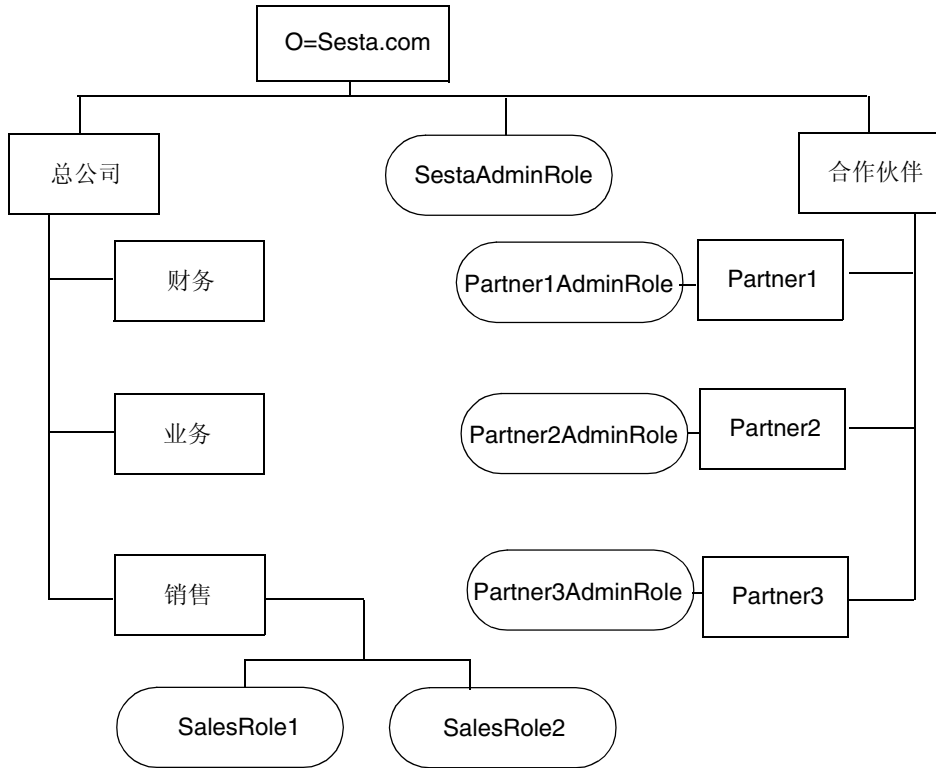 O=Sesta.com
总公司
SestaAdminRole
合作伙伴
财务
Partner1AdminRole
Partner1
业务
Partner2AdminRole
Partner2
销售
Partner3AdminRole
Partner3
SalesRole1
SalesRole2